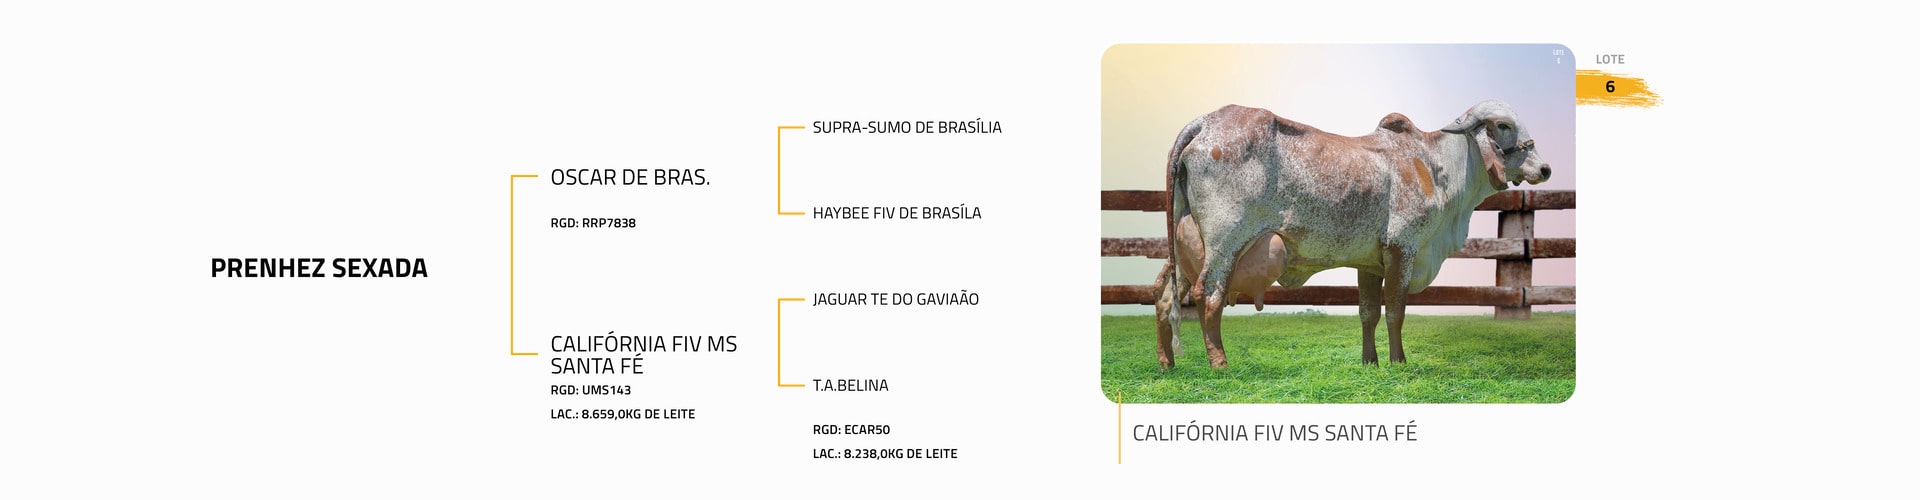 PRENHEZ SEXADA
OSCAR DE BRAS.
RGD: RRP7838
CALIFÓRNIA FIV MS
SANTA FÉ
RGD: UMS143
LAC.: 8.659,0KG DE LEITE
SUPRA-SUMO DE BRASÍLIA
HAYBEE FIV DE BRASÍLA
JAGUAR TE DO GAVIAÃO
T.A.BELINA
RGD: ECAR50
LAC.: 8.238,0KG DE LEITE
LOTE
6
LOTE
6
CALIFÓRNIA FIV MS SANTA FÉ